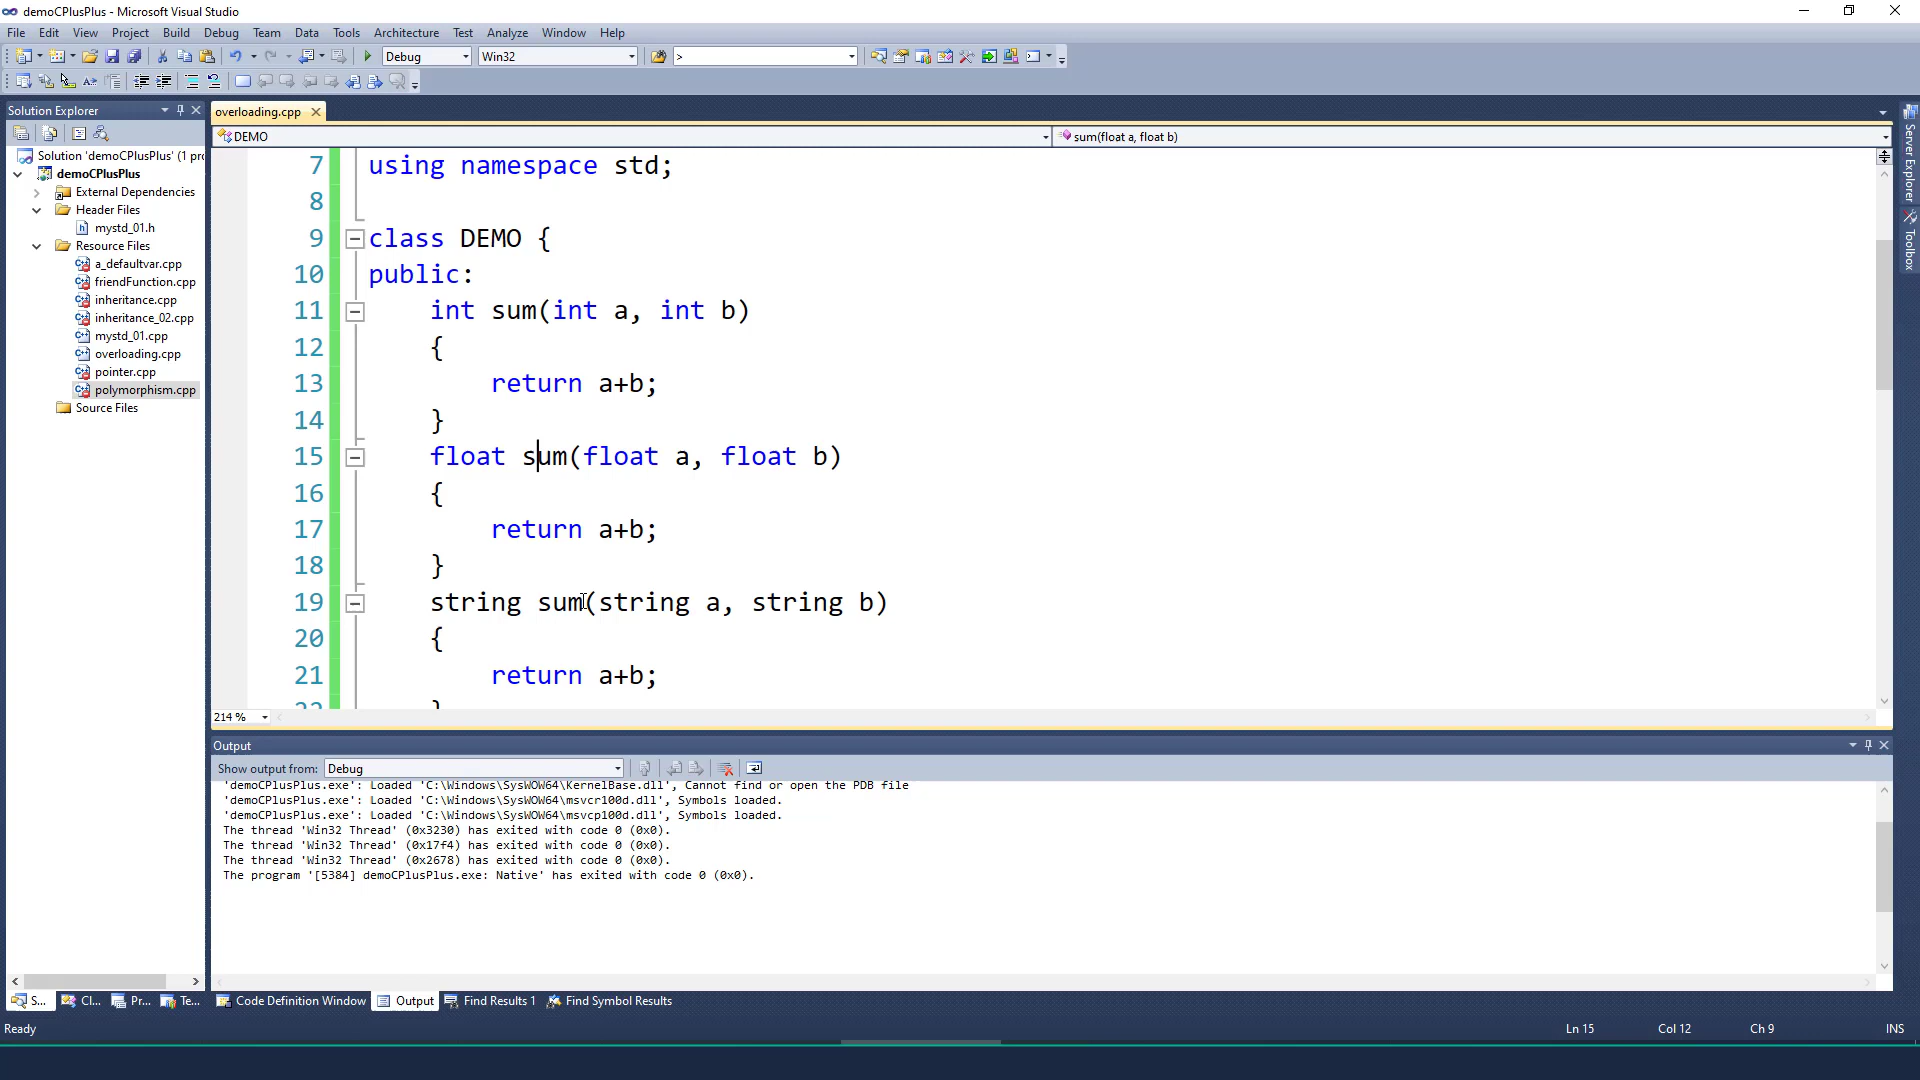 demoCPlusPlus - Microsoft Visual Studio
File Edit View Project Build Debug Team Data Tools Architecture Test Analyze Window Help
Debug Win32 >
Solution Explorer
overloading.cpp
DEMO
sum(float a, float b)
Solution 'demoCPlusPlus' (1 pr
demoCPlusPlus
External Dependencies
Header Files
mystd_01.h
Resource Files
a_defaultvar.cpp
friendFunction.cpp
inheritance.cpp
inheritance_02.cpp
mystd_01.cpp
overloading.cpp
pointer.cpp
polymorphism.cpp
Source Files
7 using namespace std;
8
9 class DEMO {
10 public:
11 int sum(int a, int b)
12 {
13 return a+b;
14 }
15 float sum(float a, float b)
16 {
17 return a+b;
18 }
19 string sum(string a, string b)
20 {
21 return a+b;
22 }
214 %
Server Explorer
Toolbox
Output
Show output from: Debug
'demoCPlusPlus.exe': Loaded 'C:\Windows\SysWOW64\KernelBase.dll', Cannot find or open the PDB file
'demoCPlusPlus.exe': Loaded 'C:\Windows\SysWOW64\msvcr100d.dll', Symbols loaded.
'demoCPlusPlus.exe': Loaded 'C:\Windows\SysWOW64\msvcp100d.dll', Symbols loaded.
The thread 'Win32 Thread' (0x3230) has exited with code 0 (0x0).
The thread 'Win32 Thread' (0x17f4) has exited with code 0 (0x0).
The thread 'Win32 Thread' (0x2678) has exited with code 0 (0x0).
The program '[5384] demoCPlusPlus.exe: Native' has exited with code 0 (0x0).
S... Cl... Pr... Te... Code Definition Window Output Find Results 1 Find Symbol Results
Ready Ln 15 Col 12 Ch 9 INS